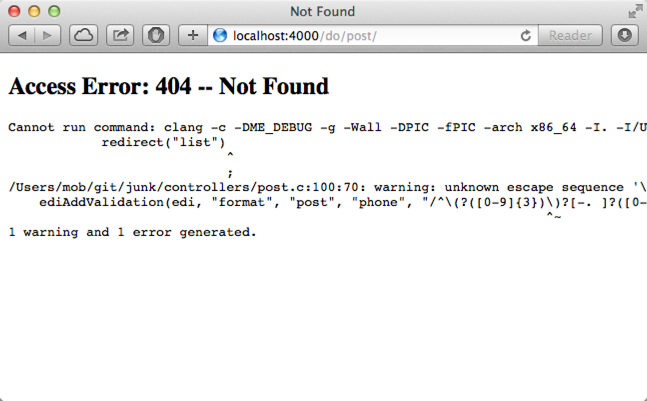 Not Found
localhost:4000/do/post/
Reader
Access Error: 404 -- Not Found
Cannot run command: clang -c -DME_DEBUG -g -Wall -DPIC -fPIC -arch x86_64 -I. -I/U
redirect("list")
^
;
/Users/mob/git/junk/controllers/post.c:100:70: warning: unknown escape sequence '\
ediAddValidation(edi, "format", "post", "phone", "/^\(?([0-9]{3})\)?[-. ]?([0-
^~
1 warning and 1 error generated.